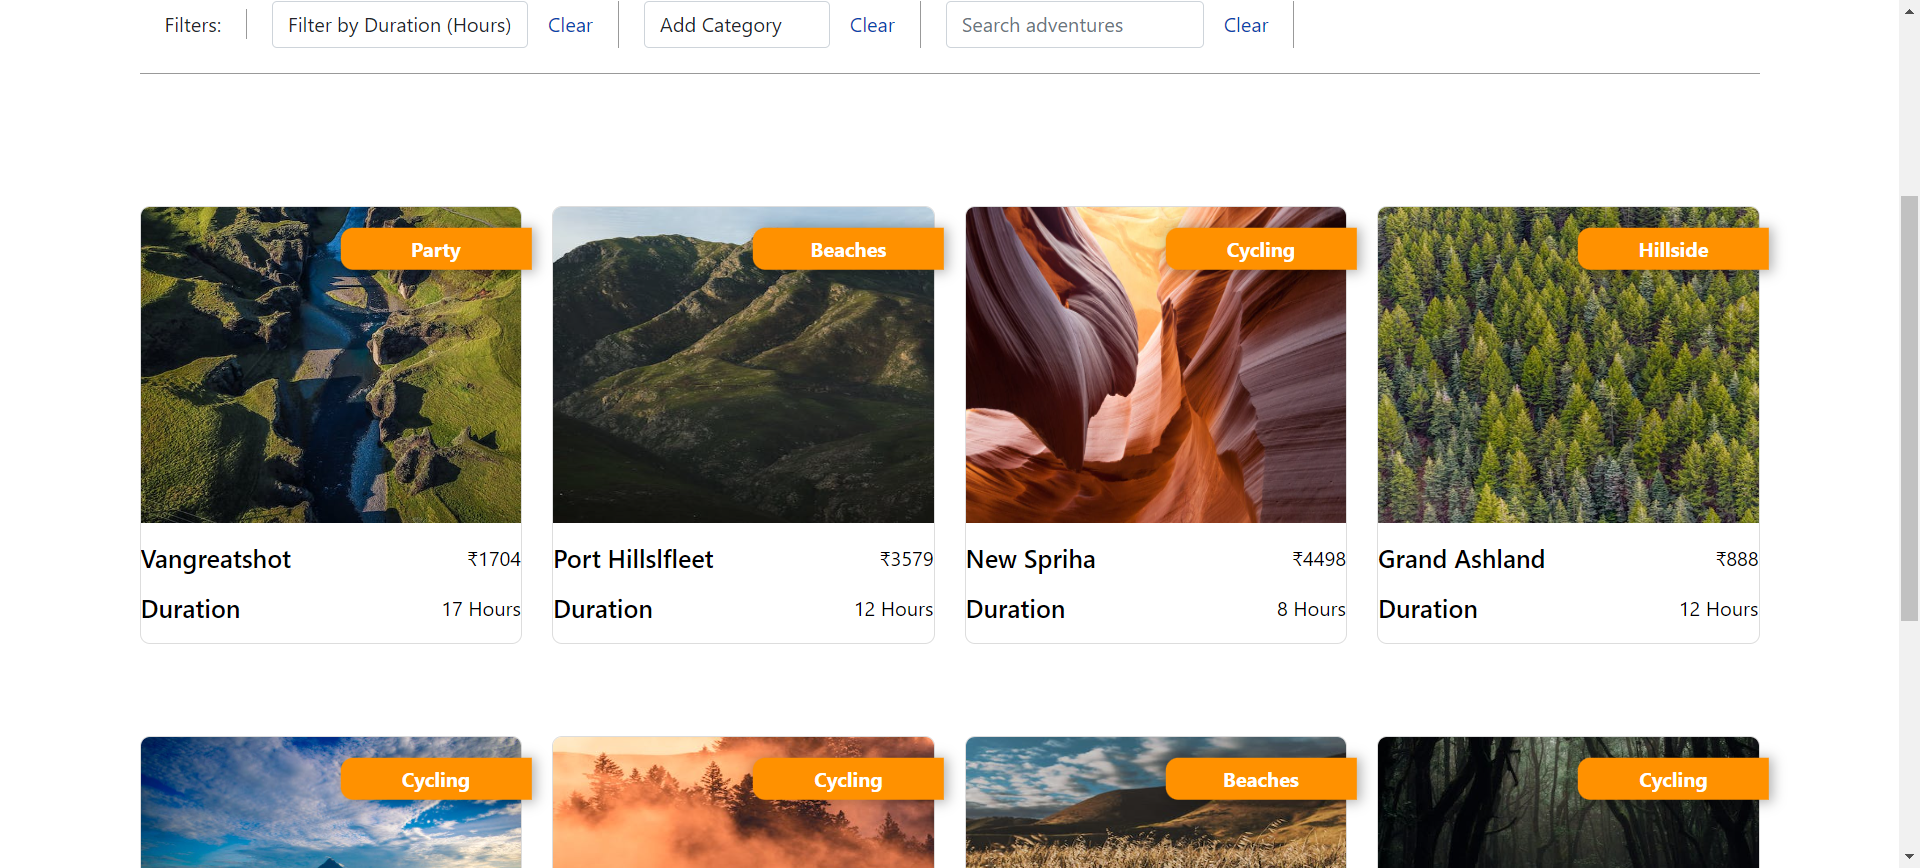 Filters: Filter by Duration (Hours) Clear Add Category Clear Search adventures Clear
Party
Beaches
Cycling
Hillside
Vangreatshot ₹1704
Duration 17 Hours
Port Hillslfleet ₹3579
Duration 12 Hours
New Spriha ₹4498
Duration 8 Hours
Grand Ashland ₹888
Duration 12 Hours
Cycling
Cycling
Beaches
Cycling